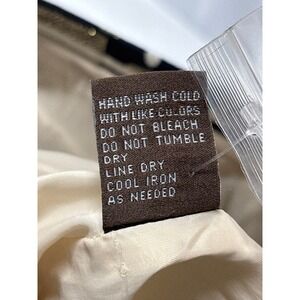 HAND WASH COLD
WITH LIKE COLORS
DO NOT BLEACH
DO NOT TUMBLE
DRY
LINE DRY
COOL IRON
AS NEEDED